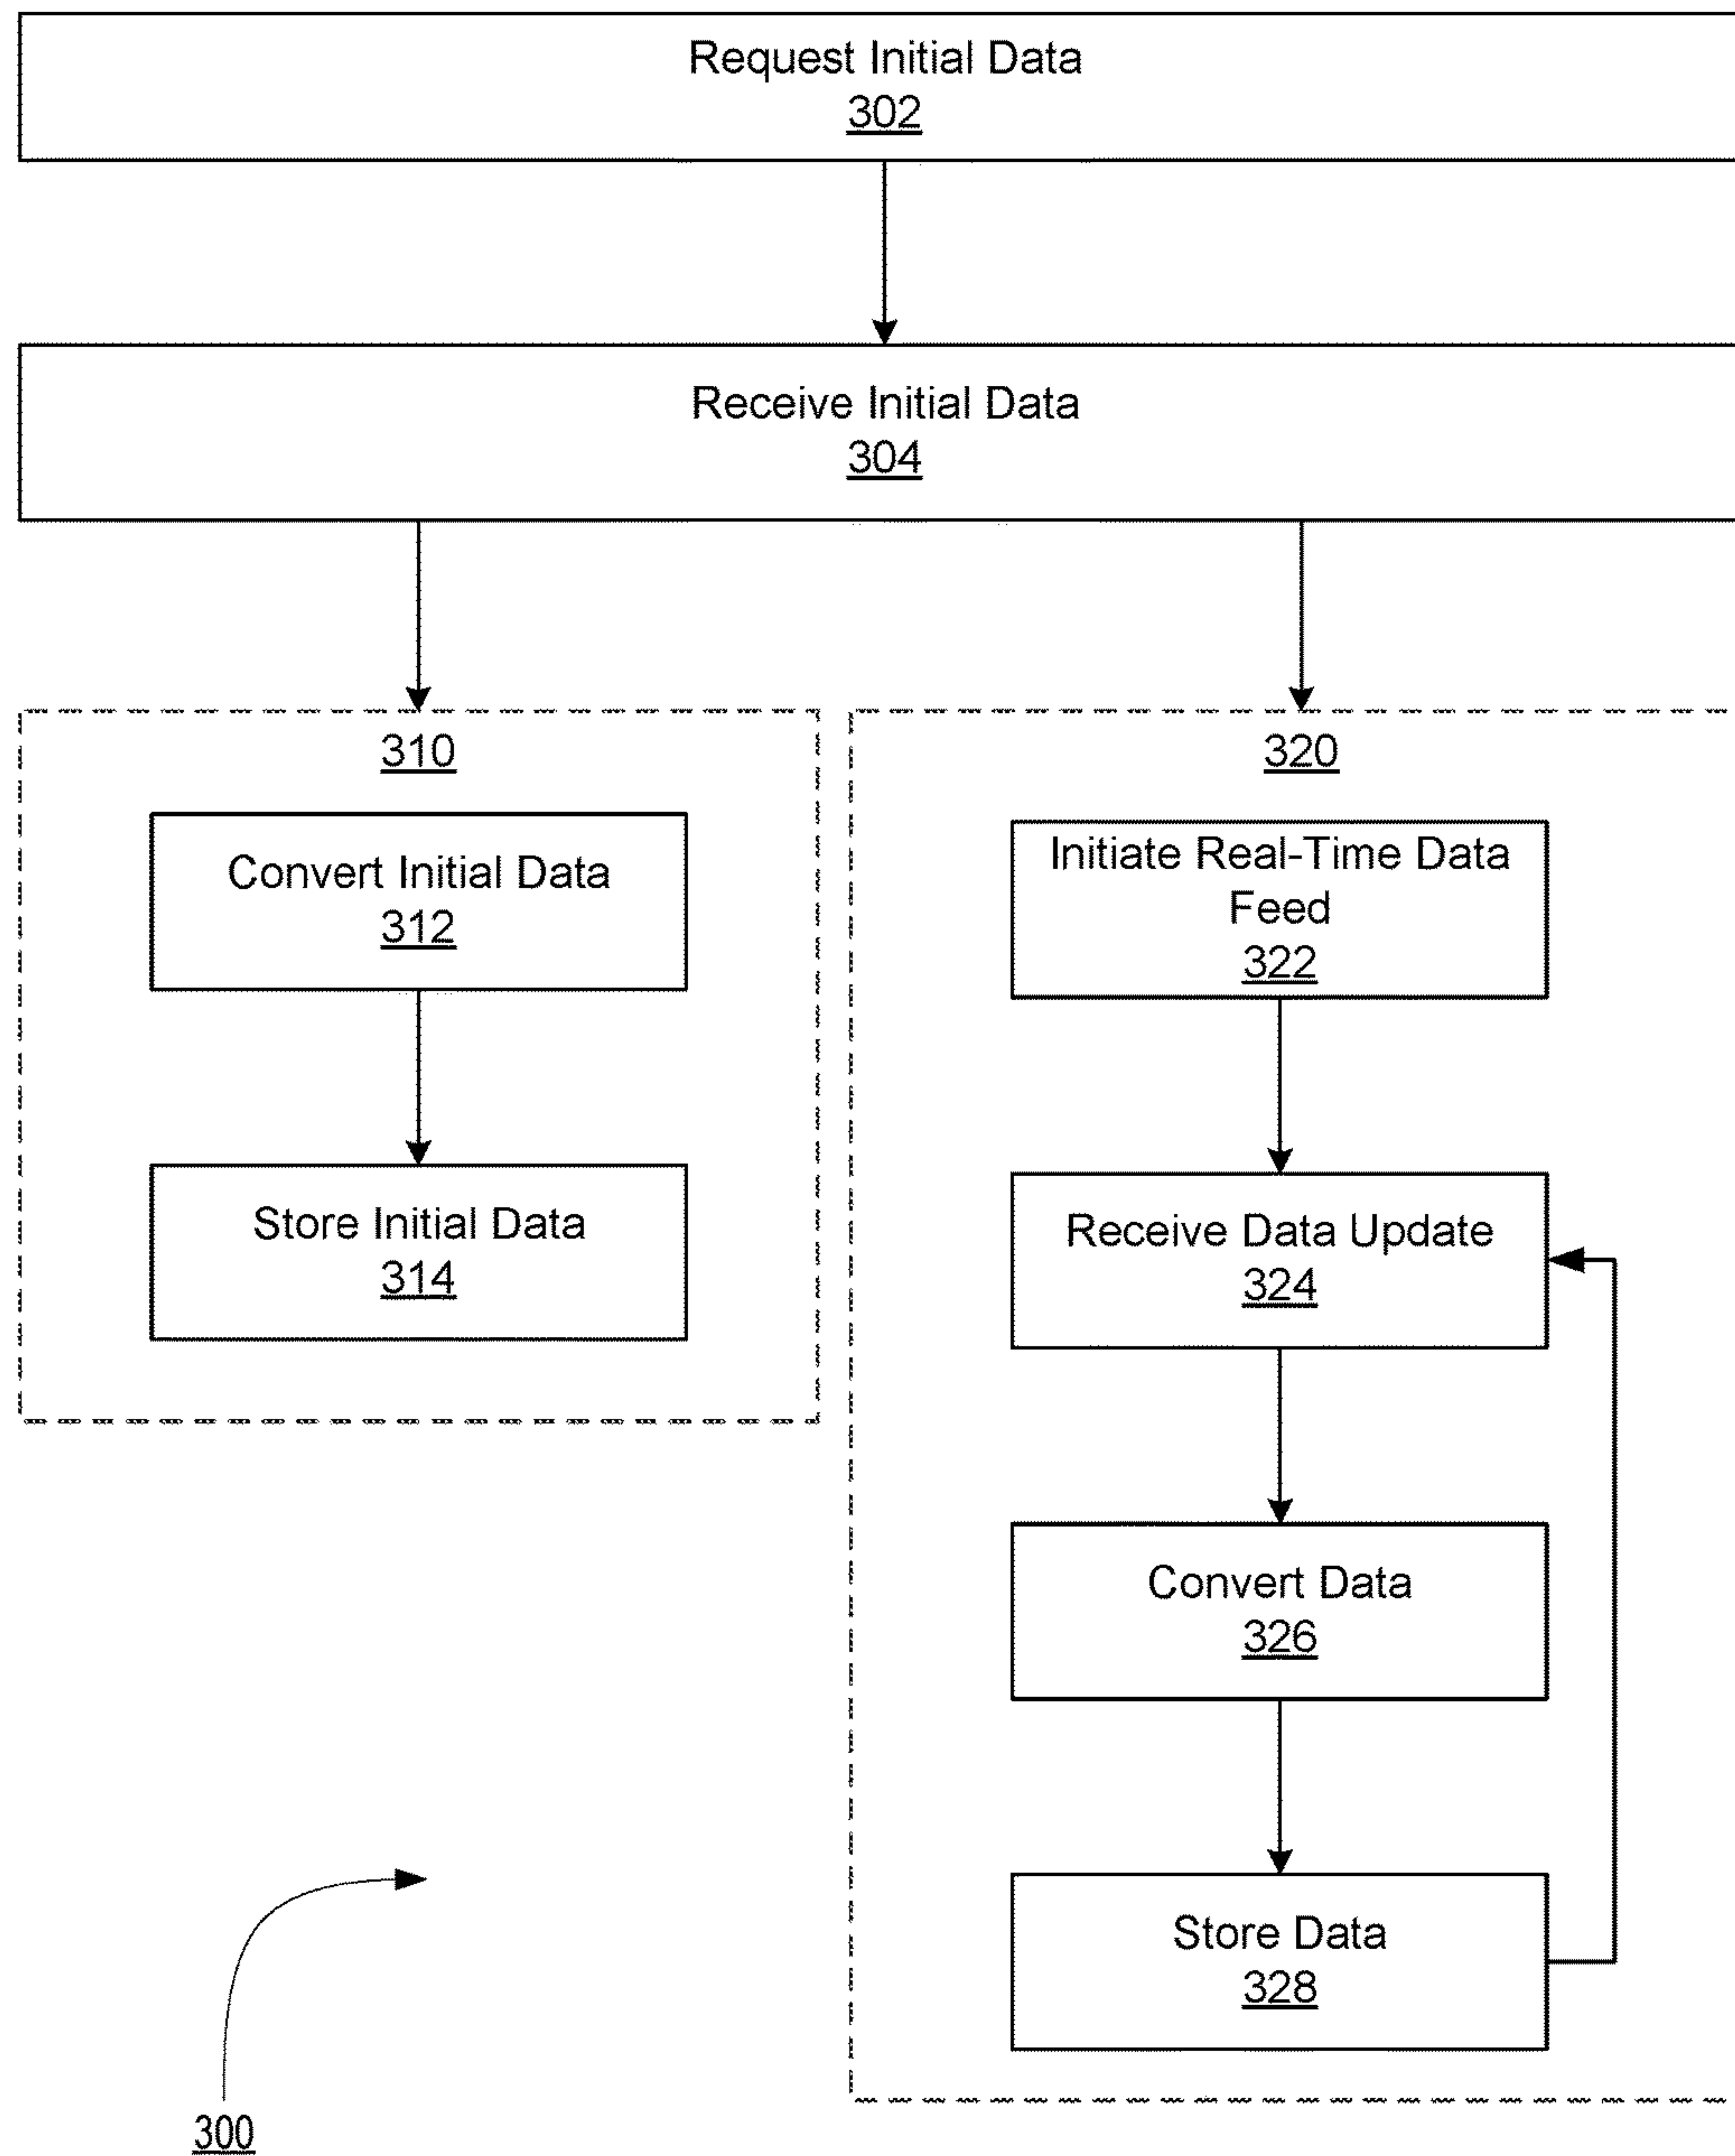 Request Initial Data
302
Receive Initial Data
304
310
Convert Initial Data
312
Store Initial Data
314
320
Initiate Real-Time Data
Feed
322
Receive Data Update
324
Convert Data
326
Store Data
328
300